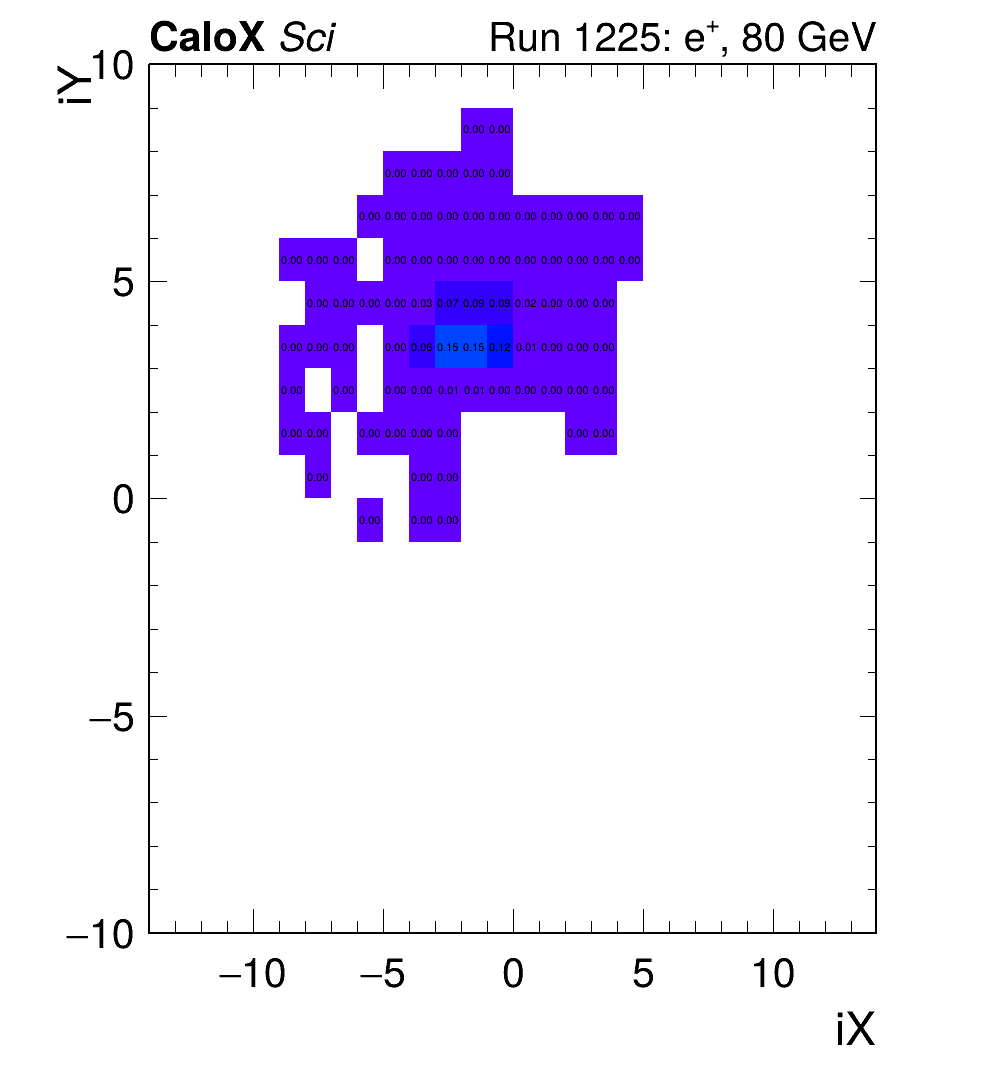 CaloX Sci Run 1225: e⁺, 80 GeV
iY
10
0.00 0.00
0.00 0.00 0.00 0.00 0.00
0.00 0.00 0.00 0.00 0.00 0.00 0.00 0.00 0.00 0.00 0.00
0.00 0.00 0.00 0.00 0.00 0.00 0.00 0.00 0.00 0.00 0.00 0.00 0.00
5
0.00 0.00 0.00 0.00 0.03 0.07 0.09 0.02 0.00 0.00 0.00
0.00 0.00 0.00 0.00 0.15 0.15 0.12 0.01 0.00 0.00 0.00
0.00 0.00 0.00 0.00 0.01 0.01 0.00 0.00 0.00 0.00 0.00
0.00 0.00 0.00 0.00 0.00 0.00 0.00 0.00
0.00 0.00 0.00
0
0.00 0.00 0.00
−5
−10
−10 −5 0 5 10
iX